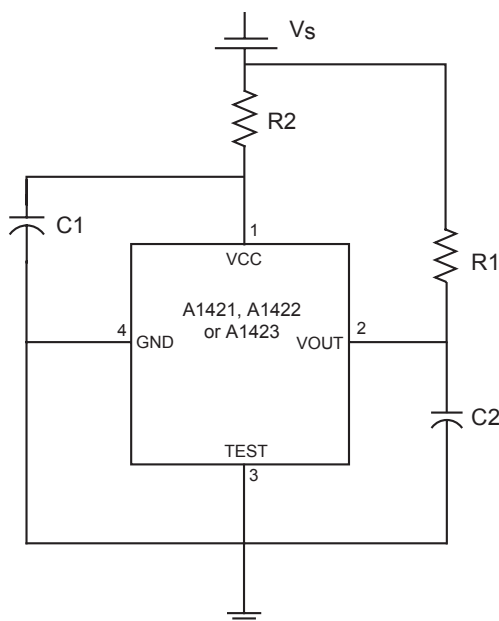 Vs
R2
C1
1
VCC
R1
A1421, A1422
or A1423
4
GND
VOUT
2
C2
TEST
3